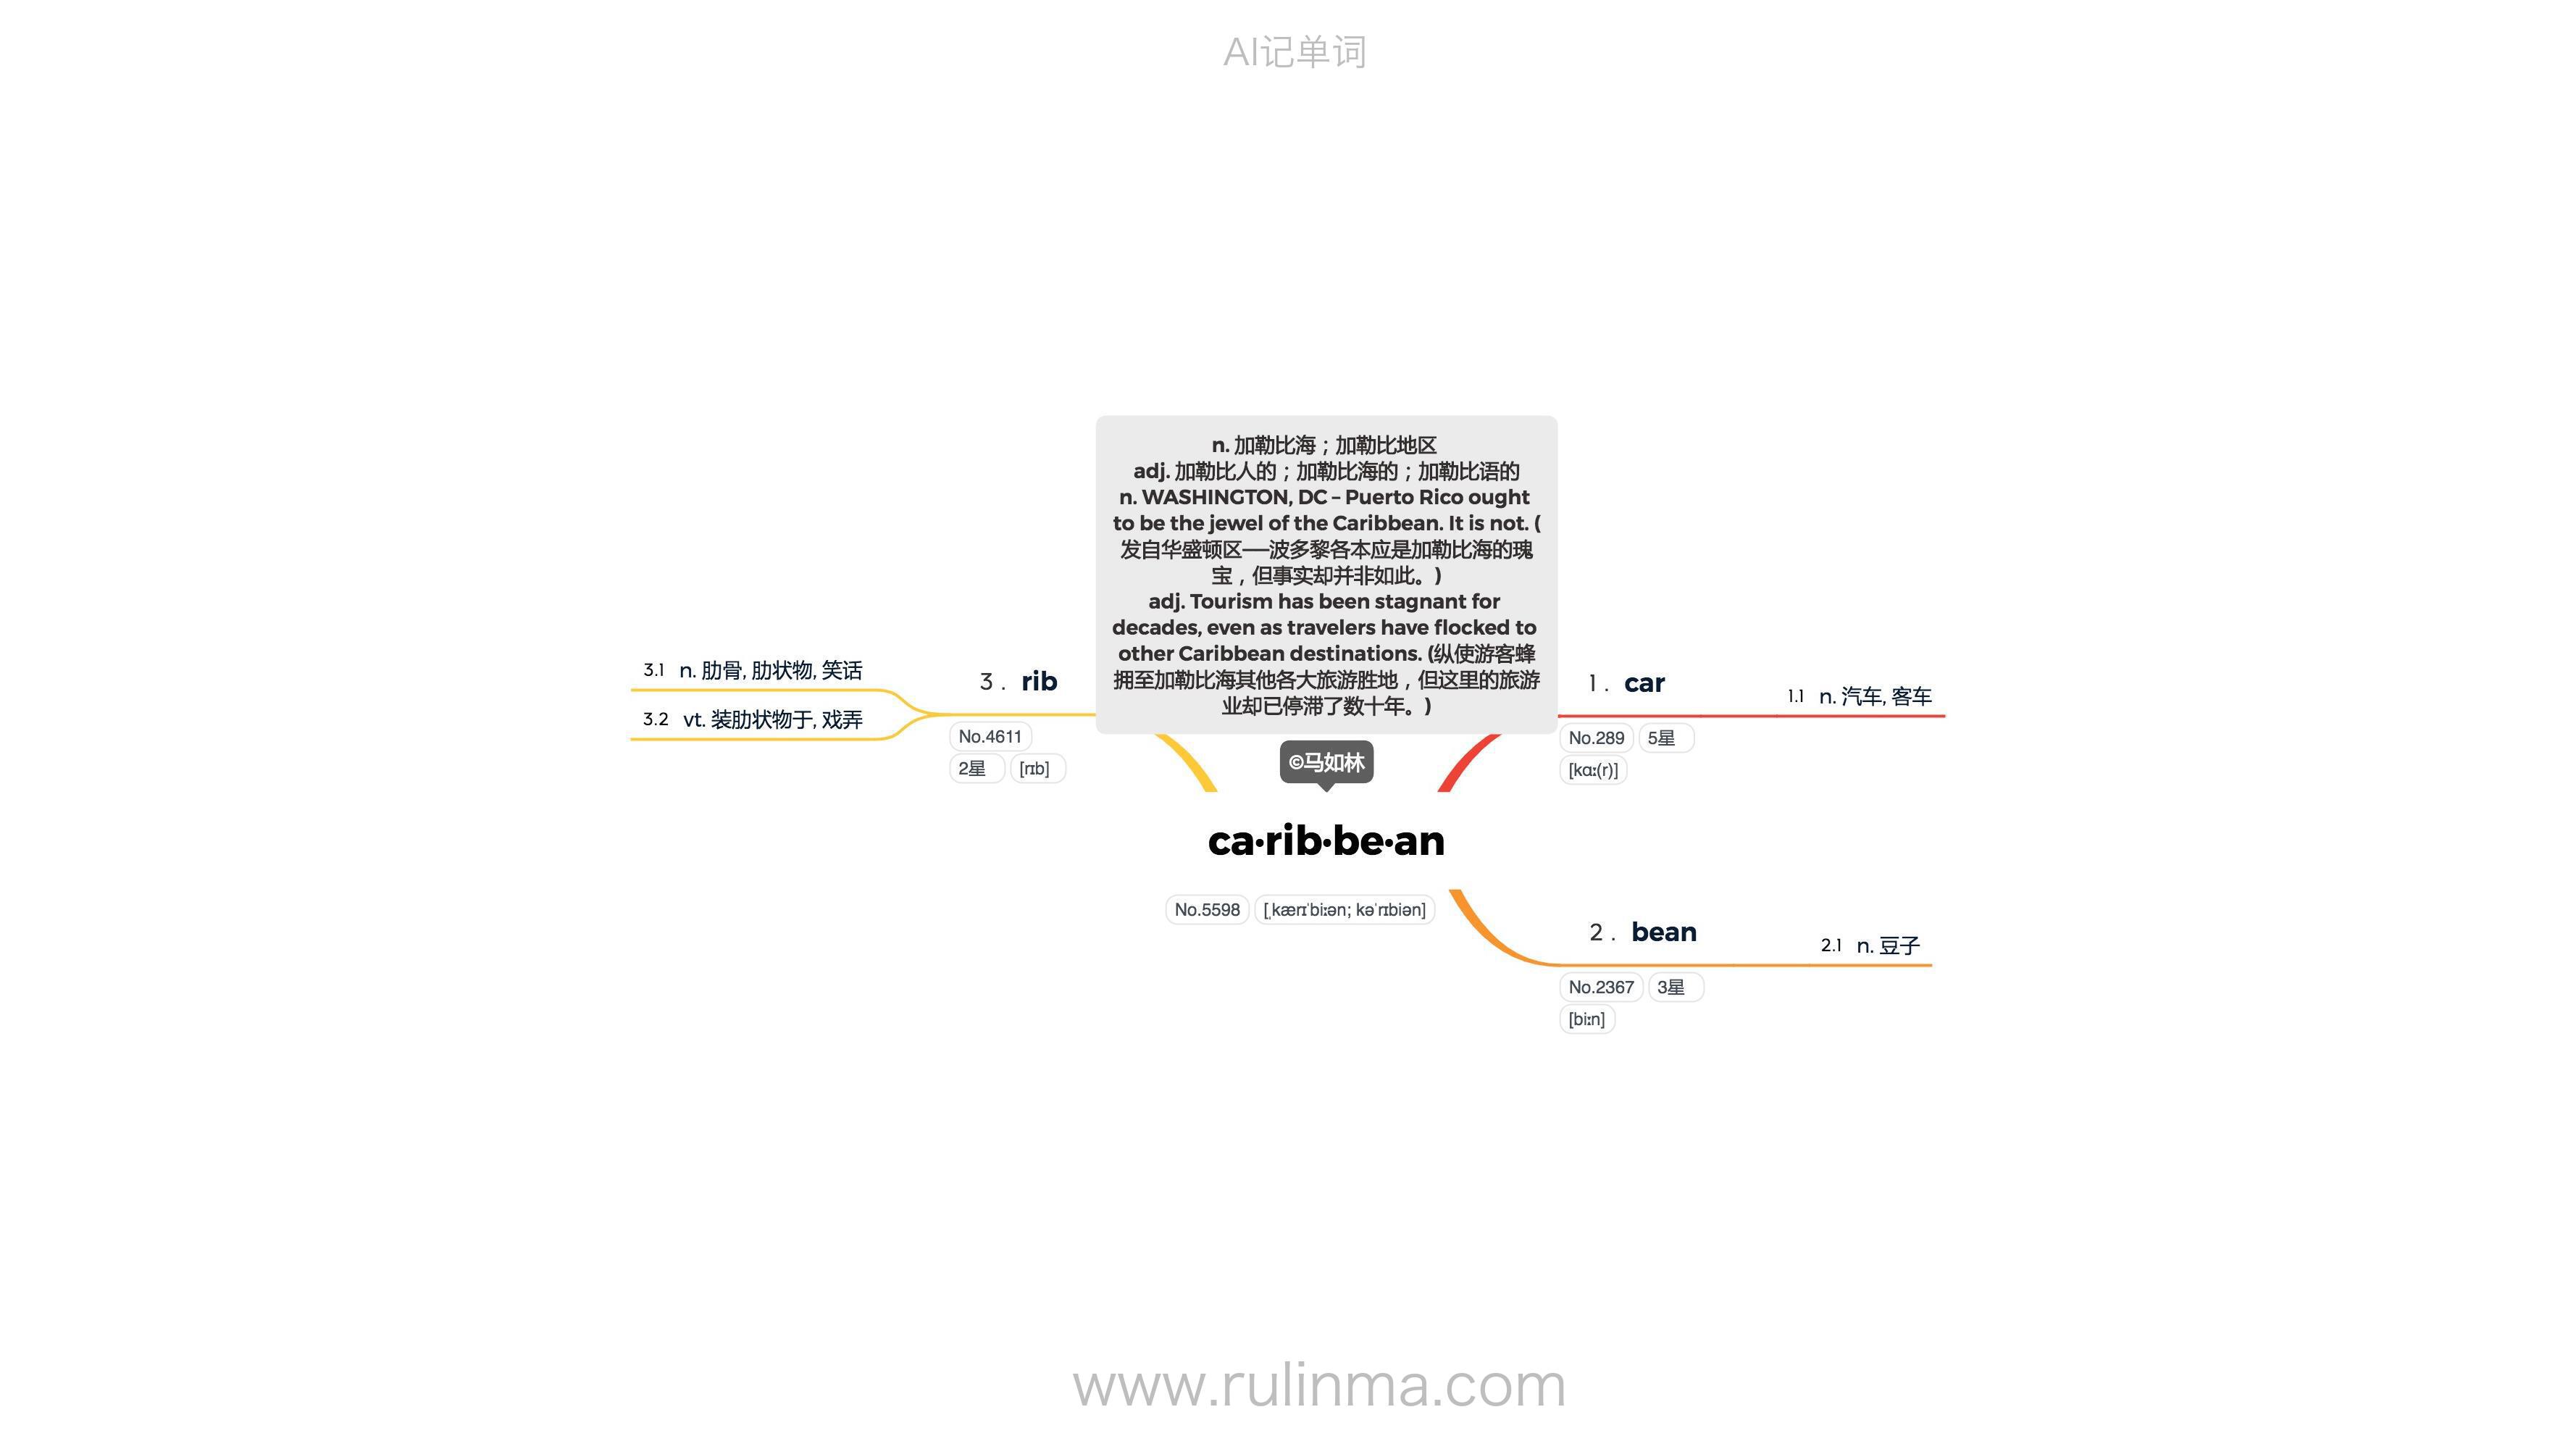 AI记单词
n. 加勒比海；加勒比地区
adj. 加勒比人的；加勒比海的；加勒比语的
n. WASHINGTON, DC – Puerto Rico ought
to be the jewel of the Caribbean. It is not. (
发自华盛顿区——波多黎各本应是加勒比海的瑰
宝，但事实却并非如此。)
adj. Tourism has been stagnant for
decades, even as travelers have flocked to
other Caribbean destinations. (纵使游客蜂
拥至加勒比海其他各大旅游胜地，但这里的旅游
业却已停滞了数十年。)
©马如林
ca·rib·be·an
No.5598 [ˌkærɪˈbiːən; kəˈrɪbiən]
1. car
No.289 5星
[kɑː(r)]
1.1 n. 汽车, 客车
2. bean
No.2367 3星
[biːn]
2.1 n. 豆子
3. rib
No.4611
2星 [rɪb]
3.1 n. 肋骨, 肋状物, 笑话
3.2 vt. 装肋状物于, 戏弄
www.rulinma.com